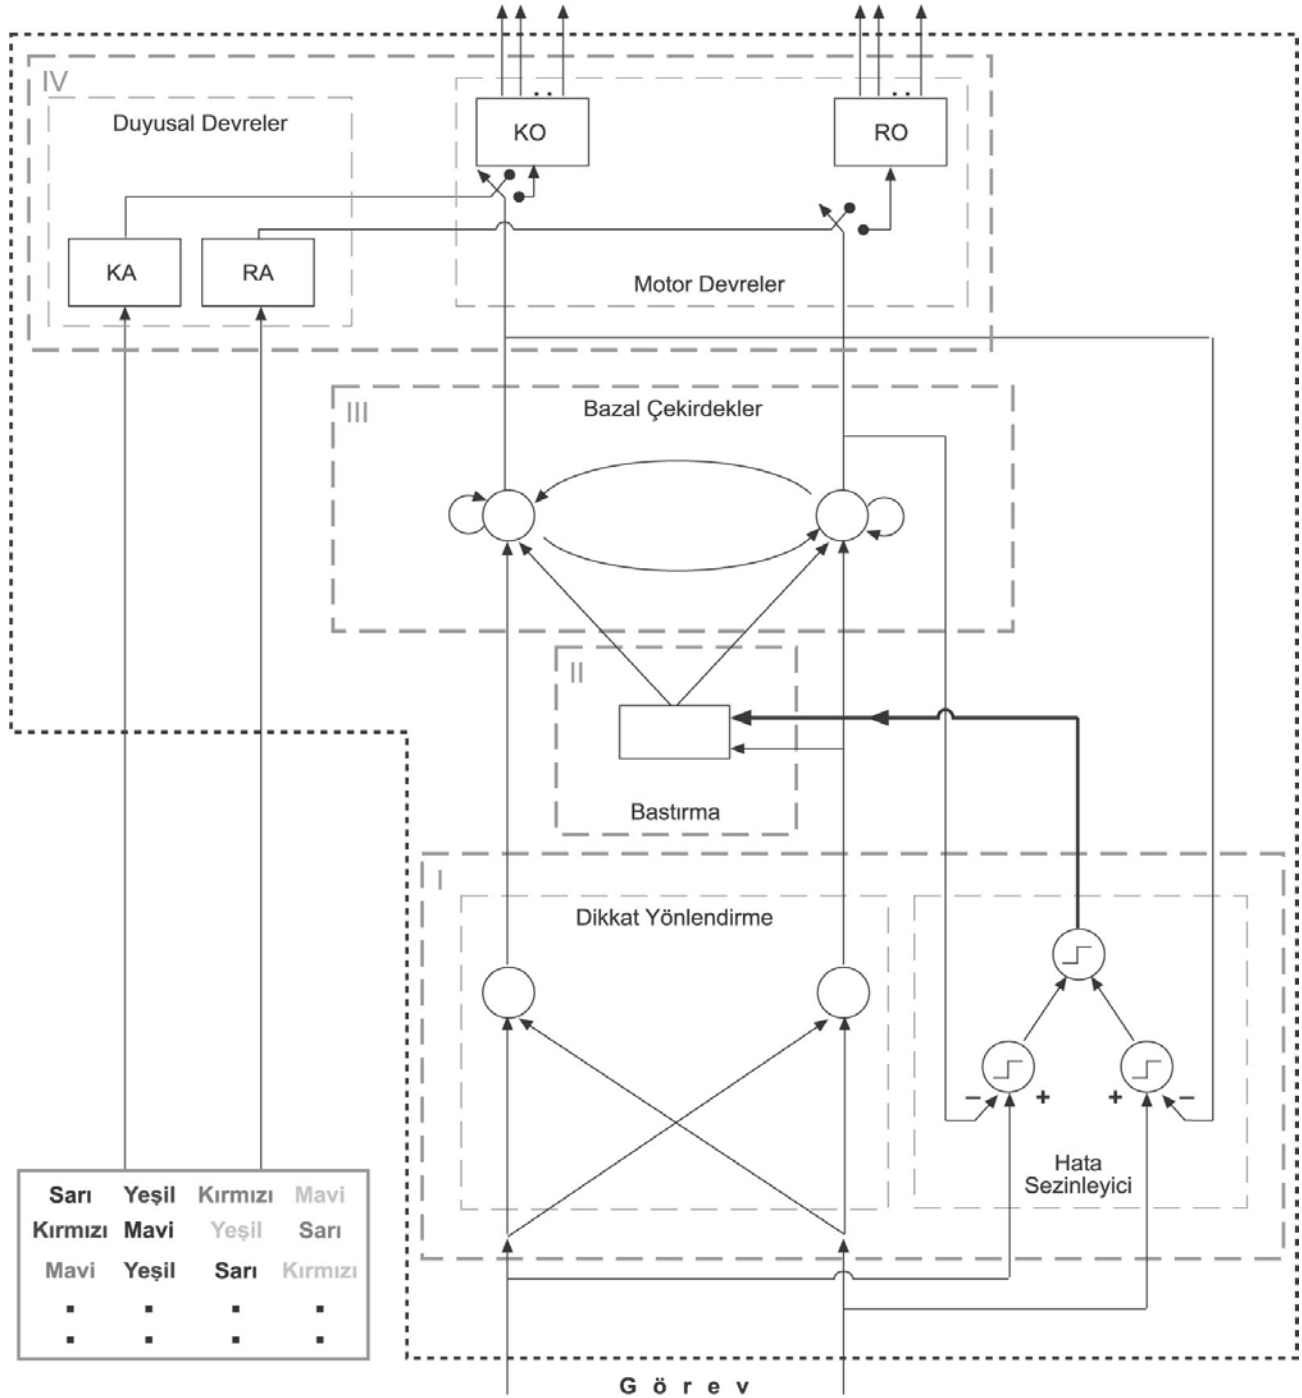 IV
Duyusal Devreler
KO
RO
KA
RA
Motor Devreler
III
Bazal Çekirdekler
II
Bastırma
I
Dikkat Yönlendirme
− + + −
Hata
Sezinleyici
Sarı Yeşil Kırmızı Mavi
Kırmızı Mavi Yeşil Sarı
Mavi Yeşil Sarı Kırmızı
Görev